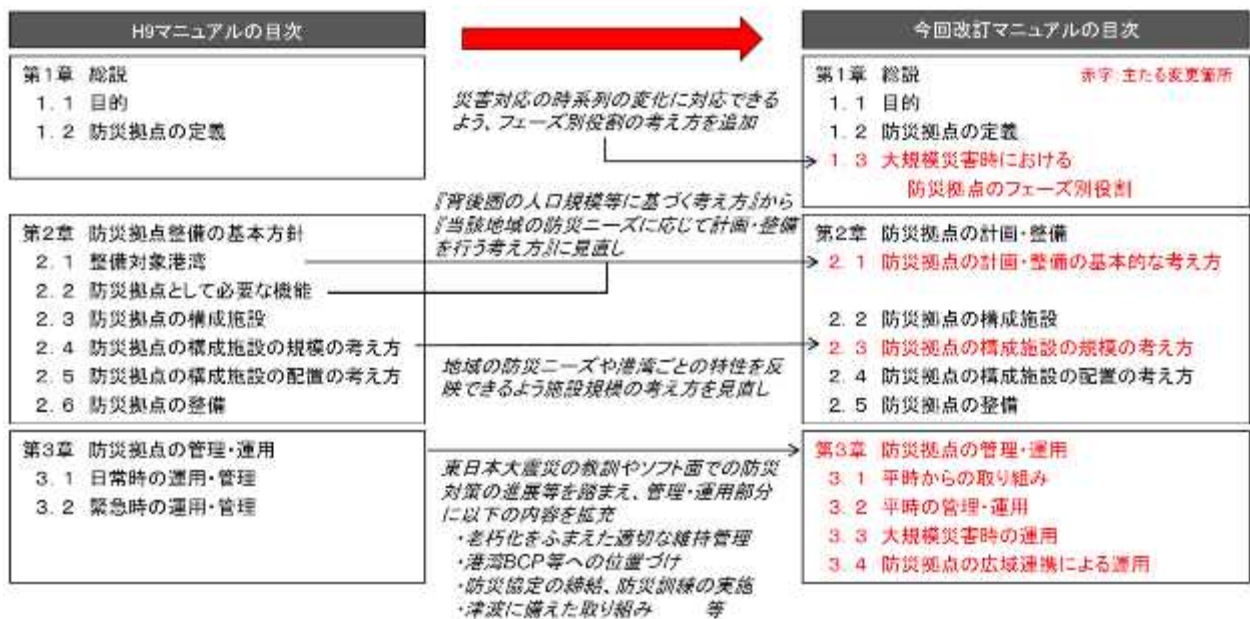 H9マニュアルの目次
第1章 総説
1. 1 目的
1. 2 防災拠点の定義
第2章 防災拠点整備の基本方針
2. 1 整備対象港湾
2. 2 防災拠点として必要な機能
2. 3 防災拠点の構成施設
2. 4 防災拠点の構成施設の規模の考え方
2. 5 防災拠点の構成施設の配置の考え方
2. 6 防災拠点の整備
第3章 防災拠点の管理・運用
3. 1 日常時の運用・管理
3. 2 緊急時の運用・管理
災害対応の時系列の変化に対応できる
よう、フェーズ別役割の考え方を追加
『背後圏の人口規模等に基づく考え方』から
『当該地域の防災ニーズに応じて計画・整備
を行う考え方』に見直し
地域の防災ニーズや港湾ごとの特性を反
映できるよう施設規模の考え方を見直し
東日本大震災の教訓やソフト面での防災
対策の進展等を踏まえ、管理・運用部分
に以下の内容を拡充
・老朽化をふまえた適切な維持管理
・港湾BCP等への位置づけ
・防災協定の締結、防災訓練の実施
・津波に備えた取り組み 等
今回改訂マニュアルの目次
第1章 総説 赤字:主たる変更箇所
1. 1 目的
1. 2 防災拠点の定義
1. 3 大規模災害時における
防災拠点のフェーズ別役割
第2章 防災拠点の計画・整備
2. 1 防災拠点の計画・整備の基本的な考え方
2. 2 防災拠点の構成施設
2. 3 防災拠点の構成施設の規模の考え方
2. 4 防災拠点の構成施設の配置の考え方
2. 5 防災拠点の整備
第3章 防災拠点の管理・運用
3. 1 平時からの取り組み
3. 2 平時の管理・運用
3. 3 大規模災害時の運用
3. 4 防災拠点の広域連携による運用